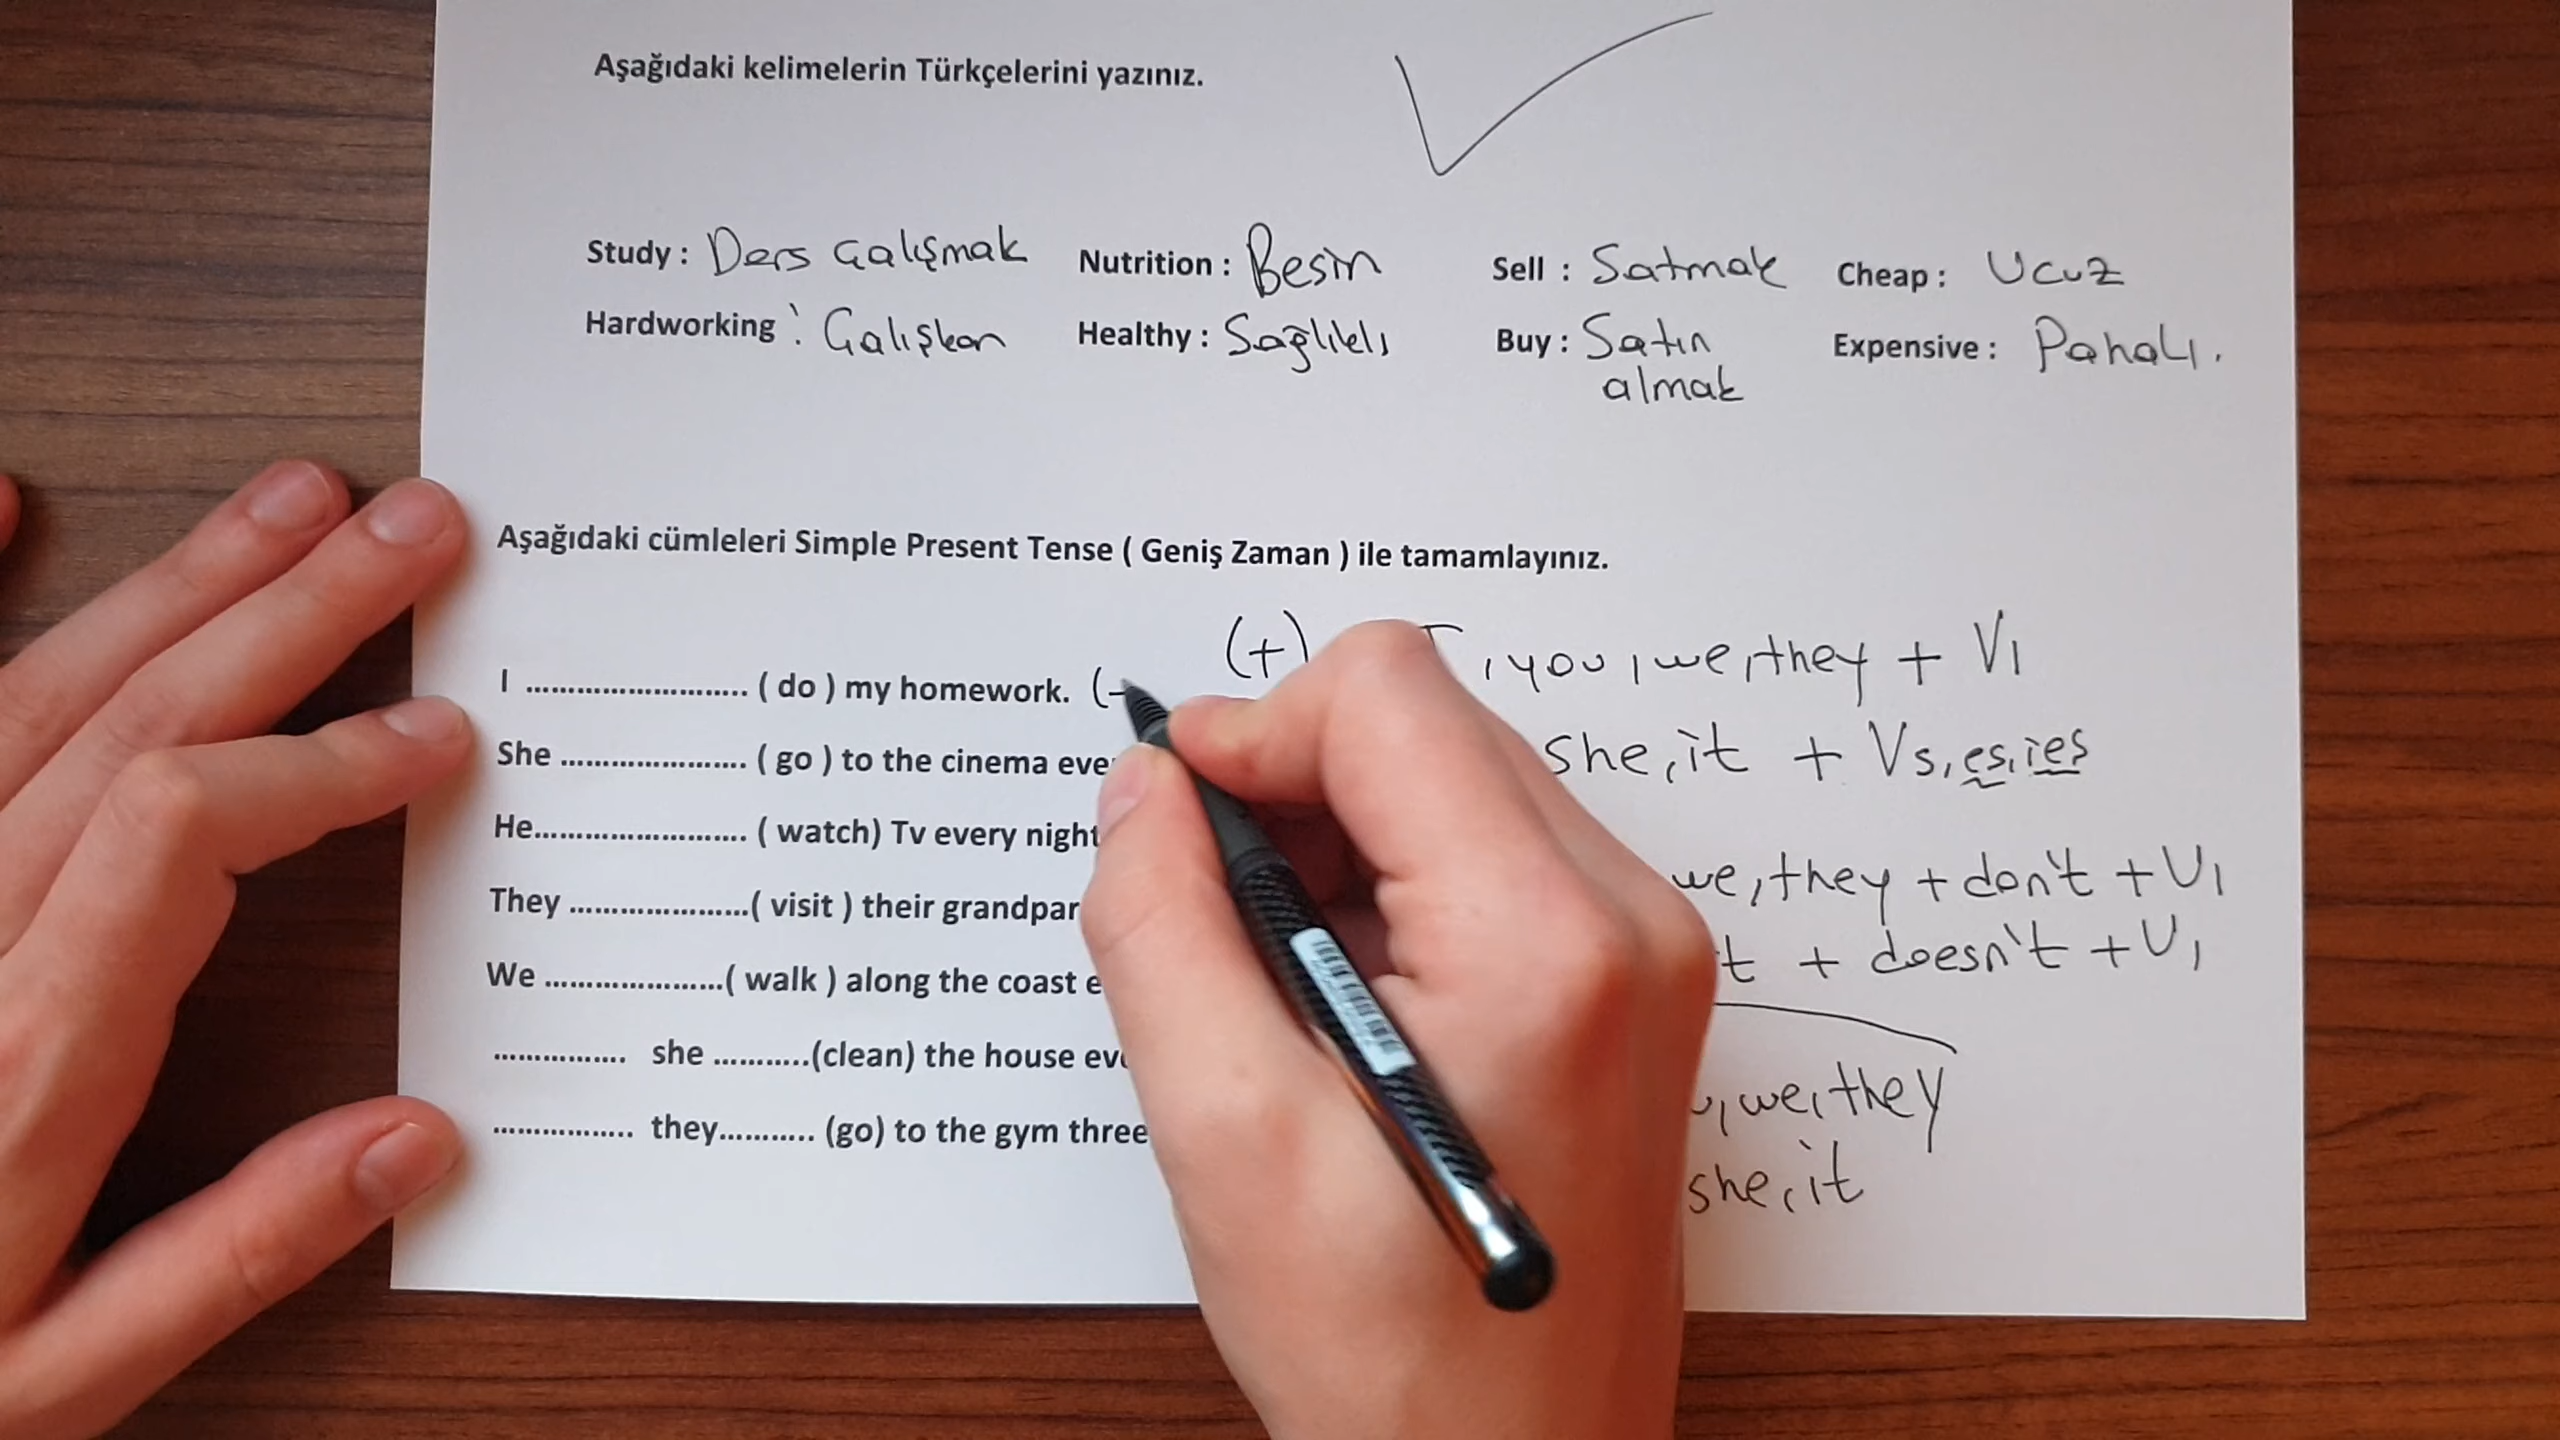 Aşağıdaki kelimelerin Türkçelerini yazınız.
Study : Ders Çalışmak Nutrition : Besin Sell : Satmak Cheap : Ucuz
Hardworking : Çalışkan Healthy : Sağlıklı Buy : Satın almak Expensive : Pahalı.
Aşağıdaki cümleleri Simple Present Tense ( Geniş Zaman ) ile tamamlayınız.
(+) I, you, we, they + V1
I .......................... ( do ) my homework. (-
she, it + Vs, es, ies
She ...................... ( go ) to the cinema
He......................... ( watch) Tv every night
we, they + don't + V1
They .....................( visit ) their
+ doesn't + V1
We .....................( walk ) along the coast
................ she ...........(clean) the house
we, they
................. they........... (go) to the gym three
she, it